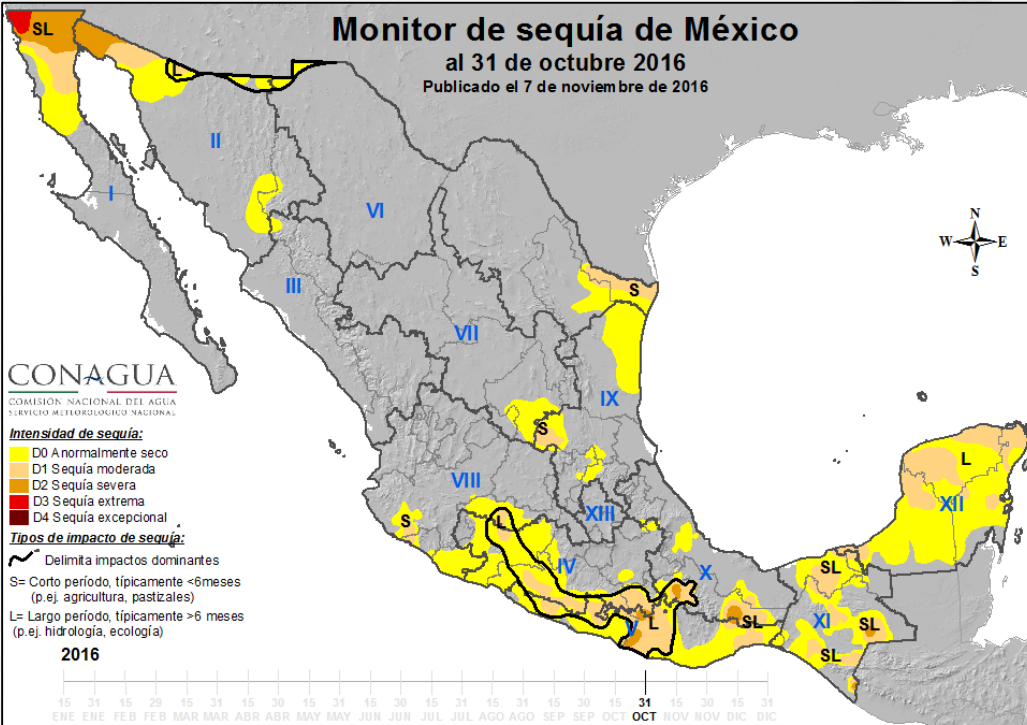 Monitor de sequía de México
al 31 de octubre 2016
Publicado el 7 de noviembre de 2016
SL
L
II
I
VI
III
N
W E
S
S
VII
IX
S
VIII
S
L
XIII
IV
X
L
V
SL
L
XII
SL
XI
SL
SL
CONAGUA
COMISIÓN NACIONAL DEL AGUA
SERVICIO METEOROLÓGICO NACIONAL
Intensidad de sequía:
D0 Anormalmente seco
D1 Sequía moderada
D2 Sequía severa
D3 Sequía extrema
D4 Sequía excepcional
Tipos de impacto de sequía:
Delimita impactos dominantes
S= Corto período, típicamente <6meses
(p.ej. agricultura, pastizales)
L= Largo período, típicamente >6 meses
(p.ej. hidrología, ecología)
2016
15 31 15 29 15 31 15 30 15 31 15 30 15 31 15 31 15 30 15 31 15 30 15 31
ENE ENE FEB FEB MAR MAR ABR ABR MAY MAY JUN JUN JUL JUL AGO AGO SEP SEP OCT OCT NOV NOV DIC DIC